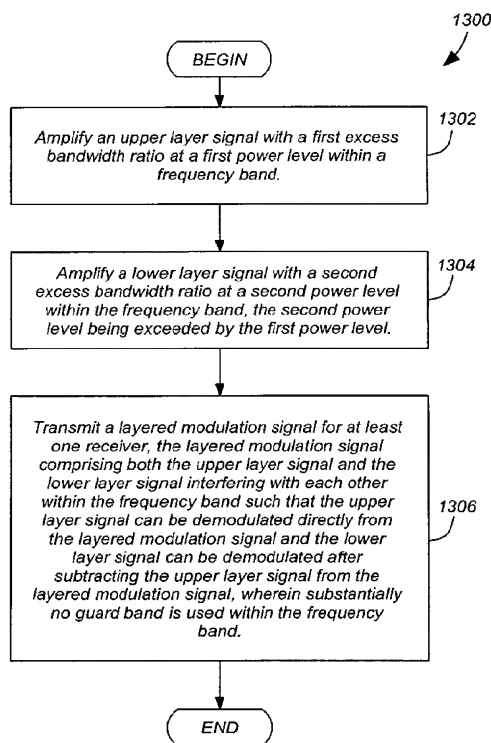 1300
BEGIN
Amplify an upper layer signal with a first excess
bandwidth ratio at a first power level within a
frequency band.
1302
Amplify a lower layer signal with a second
excess bandwidth ratio at a second power level
within the frequency band, the second power
level being exceeded by the first power level.
1304
Transmit a layered modulation signal for at least
one receiver, the layered modulation signal
comprising both the upper layer signal and the
lower layer signal interfering with each other
within the frequency band such that the upper
layer signal can be demodulated directly from
the layered modulation signal and the lower
layer signal can be demodulated after
subtracting the upper layer signal from the
layered modulation signal, wherein substantially
no guard band is used within the frequency
band.
1306
END